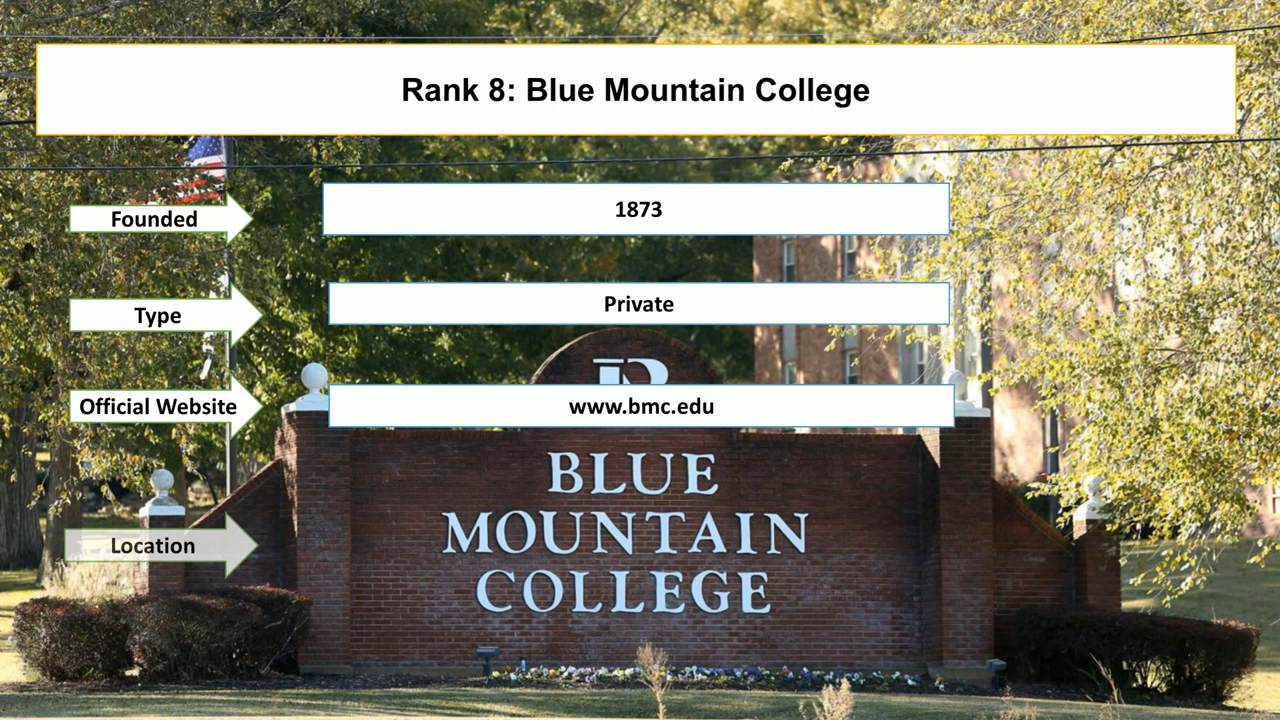 Rank 8: Blue Mountain College
Founded
1873
Type
Private
Official Website
www.bmc.edu
BLUE
MOUNTAIN
COLLEGE
Location